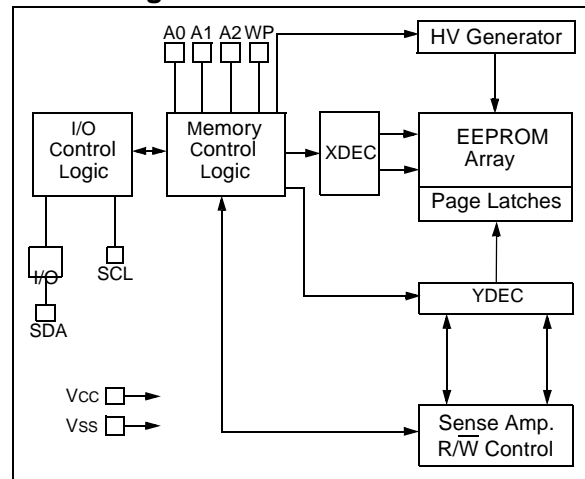 A0 A1 A2 WP
HV Generator
I/O
Control
Logic
Memory
Control
Logic
XDEC
EEPROM
Array
Page Latches
I/O
SCL
SDA
YDEC
VCC
VSS
Sense Amp.
R/W̅ Control